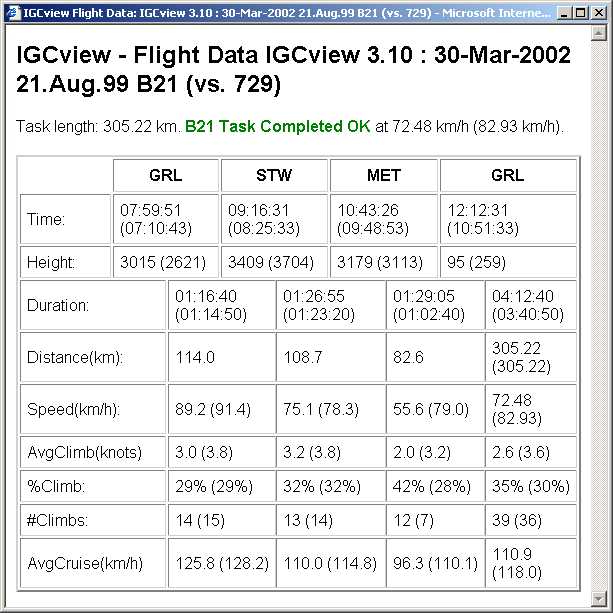 IGCview Flight Data: IGCview 3.10 : 30-Mar-2002 21.Aug.99 B21 (vs. 729) - Microsoft Interne...
IGCview - Flight Data IGCview 3.10 : 30-Mar-2002
21.Aug.99 B21 (vs. 729)
Task length: 305.22 km. B21 Task Completed OK at 72.48 km/h (82.93 km/h).
GRL STW MET GRL
Time: 07:59:51 (07:10:43) 09:16:31 (08:25:33) 10:43:26 (09:48:53) 12:12:31 (10:51:33)
Height: 3015 (2621) 3409 (3704) 3179 (3113) 95 (259)
Duration: 01:16:40 (01:14:50) 01:26:55 (01:23:20) 01:29:05 (01:02:40) 04:12:40 (03:40:50)
Distance(km): 114.0 108.7 82.6 305.22 (305.22)
Speed(km/h): 89.2 (91.4) 75.1 (78.3) 55.6 (79.0) 72.48 (82.93)
AvgClimb(knots) 3.0 (3.8) 3.2 (3.8) 2.0 (3.2) 2.6 (3.6)
%Climb: 29% (29%) 32% (32%) 42% (28%) 35% (30%)
#Climbs: 14 (15) 13 (14) 12 (7) 39 (36)
AvgCruise(km/h) 125.8 (128.2) 110.0 (114.8) 96.3 (110.1) 110.9 (118.0)